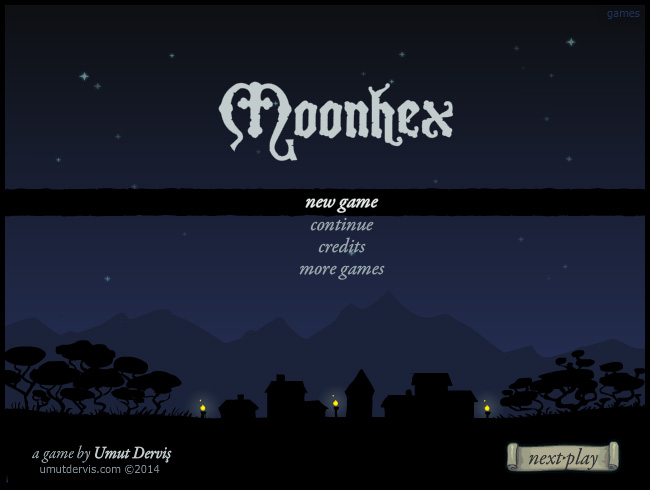 games
Moonhex
new game
continue
credits
more games
a game by Umut Derviş
umutdervis.com ©2014
next·play